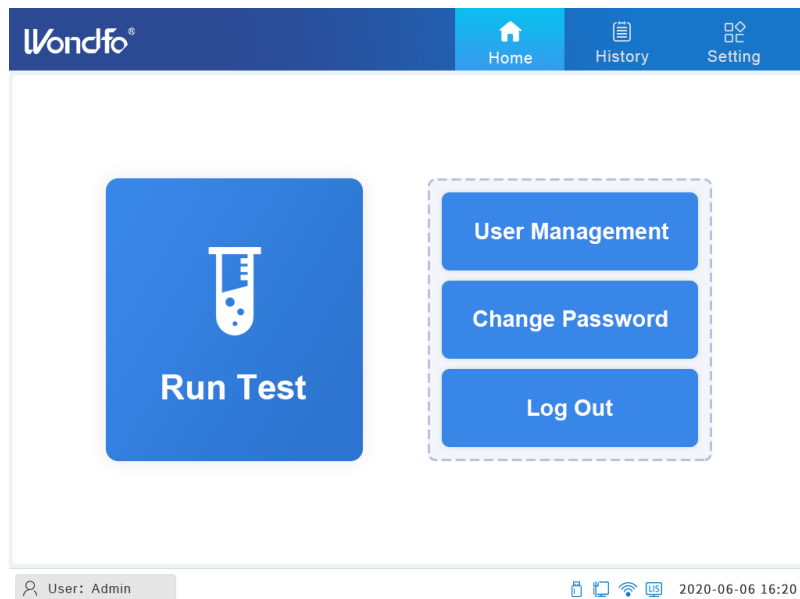 Wondfo®
Home
History
Setting
Run Test
User Management
Change Password
Log Out
User: Admin
LIS
2020-06-06 16:20